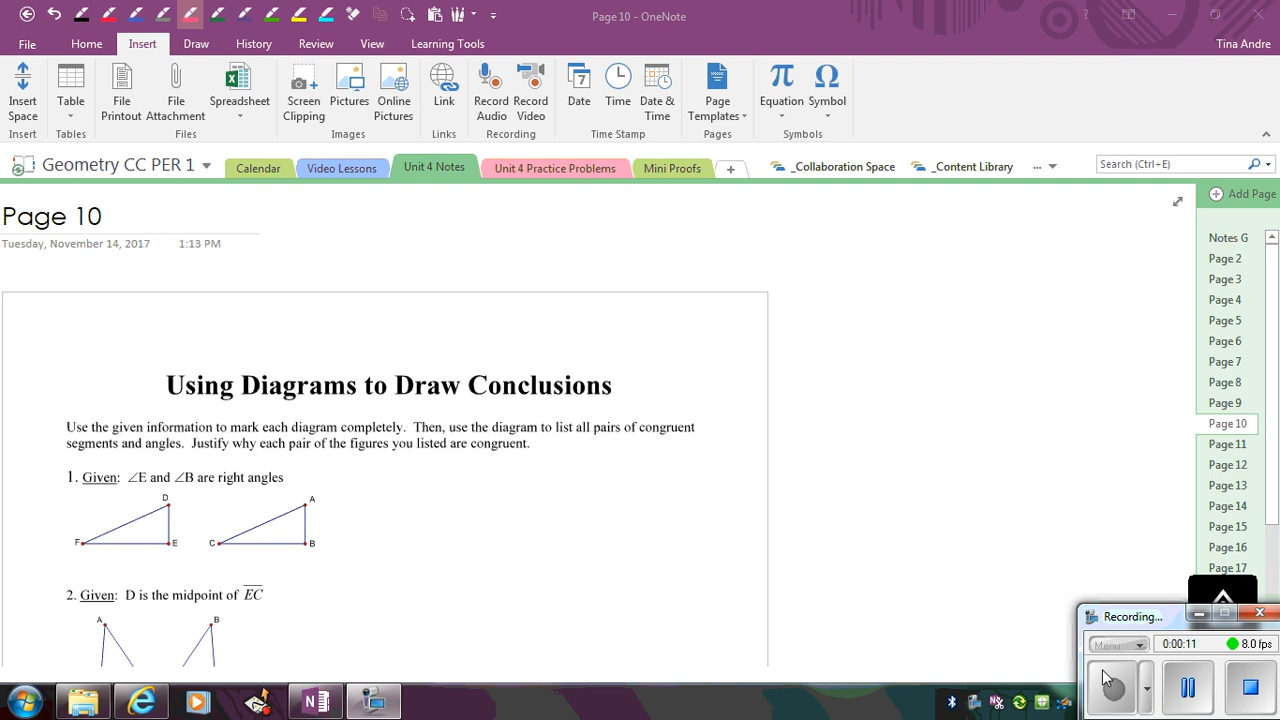 Page 10 - OneNote
?
File Home Insert Draw History Review View Learning Tools Tina Andre
Insert Space Table File Printout File Attachment Spreadsheet Screen Clipping Pictures Online Pictures Link Record Audio Record Video 7 Date Time Date & Time Page Templates π Equation Ω Symbol
Insert Tables Files Images Links Recording Time Stamp Pages Symbols
Geometry CC PER 1 Calendar Video Lessons Unit 4 Notes Unit 4 Practice Problems Mini Proofs + _Collaboration Space _Content Library ... Search (Ctrl+E)
Page 10
Tuesday, November 14, 2017 1:13 PM
Add Page
Notes G
Page 2
Page 3
Page 4
Page 5
Page 6
Page 7
Page 8
Page 9
Page 10
Page 11
Page 12
Page 13
Page 14
Page 15
Page 16
Page 17
Using Diagrams to Draw Conclusions
Use the given information to mark each diagram completely. Then, use the diagram to list all pairs of congruent
segments and angles. Justify why each pair of the figures you listed are congruent.
1. Given: ∠E and ∠B are right angles
D A
F E C B
2. Given: D is the midpoint of EC
A B
Recording...
Menu 0:00:11 8.0 fps